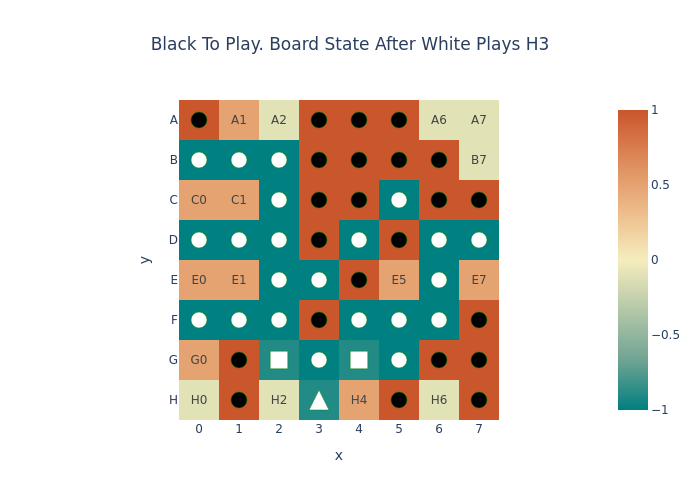 Black To Play. Board State After White Plays H3
A A1 A2 A6 A7
B B7
C C0 C1
D
E E0 E1 E5 E7
F
G G0
H H0 H2 H4 H6
0 1 2 3 4 5 6 7
x
y
1
0.5
0
−0.5
−1